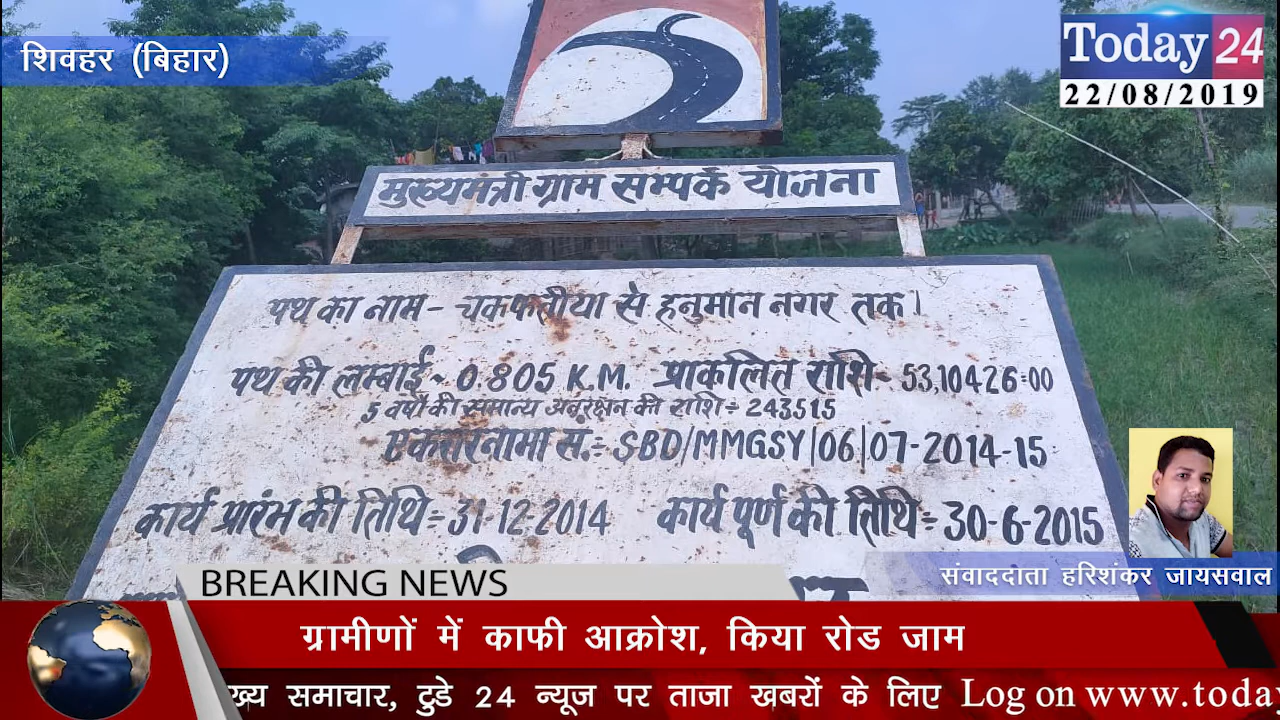 शिवहर (बिहार)
Today 24
22/08/2019
मुख्यमंत्री ग्राम सम्पर्क योजना
पथ का नाम - चकफतीया से हनुमान नगर तक।
पथ की लम्बाई - 0.805 K.M. प्राकलित राशि - 53,10426=00
5 वर्षो की सामान्य अनुरक्षन की राशि = 243515
एकरारनामा सं.= SBD/MMGSY|06|07-2014-15
कार्य प्रारंभ की तिथि = 31-12-2014 कार्य पूर्ण की तिथि = 30-6-2015
संवाददाता हरिशंकर जायसवाल
BREAKING NEWS
ग्रामीणों में काफी आक्रोश, किया रोड जाम
ख्य समाचार, टुडे 24 न्यूज पर ताजा खबरों के लिए Log on www.today